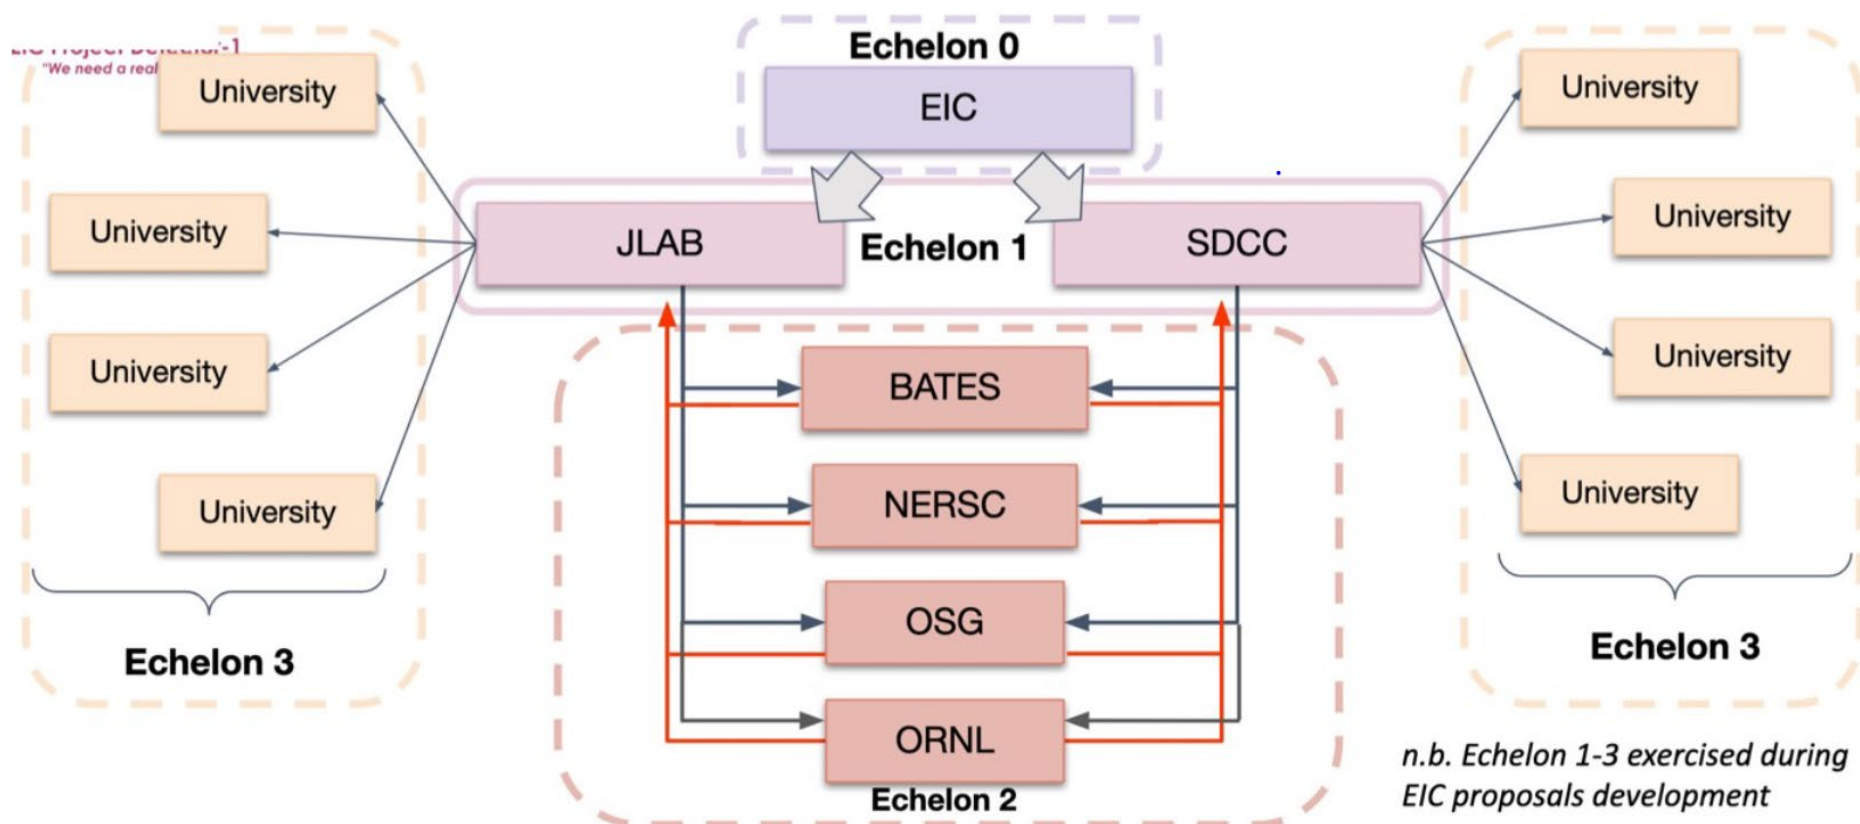 Echelon 0
EIC
"We need a real
University
University
University
University
Echelon 3
JLAB
Echelon 1
SDCC
BATES
NERSC
OSG
ORNL
Echelon 2
University
University
University
University
Echelon 3
n.b. Echelon 1-3 exercised during
EIC proposals development